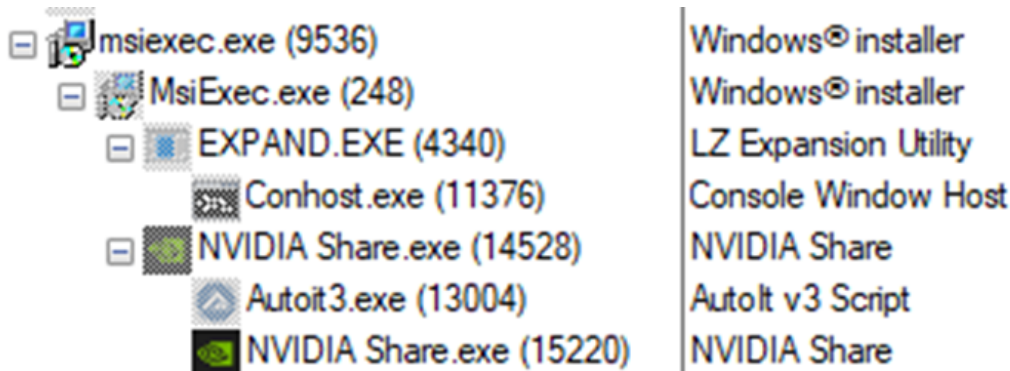 msiexec.exe (9536) Windows® installer
MsiExec.exe (248) Windows® installer
EXPAND.EXE (4340) LZ Expansion Utility
Conhost.exe (11376) Console Window Host
NVIDIA Share.exe (14528) NVIDIA Share
Autoit3.exe (13004) AutoIt v3 Script
NVIDIA Share.exe (15220) NVIDIA Share